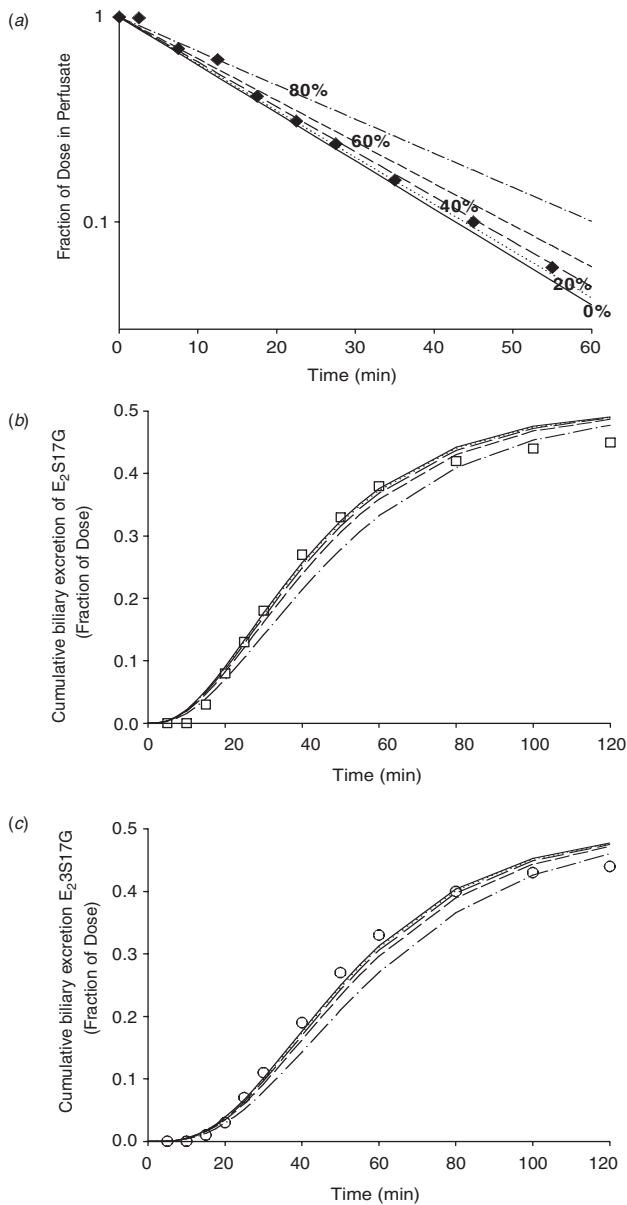 (a)
Fraction of Dose in Perfusate
1
0.1
80%
60%
40%
20%
0%
0 10 20 30 40 50 60
Time (min)
(b)
Cumulative biliary excretion of E₂S17G
(Fraction of Dose)
0.5
0.4
0.3
0.2
0.1
0.0
0 20 40 60 80 100 120
Time (min)
(c)
Cumulative biliary excretion E₂3S17G
(Fraction of Dose)
0.5
0.4
0.3
0.2
0.1
0.0
0 20 40 60 80 100 120
Time (min)